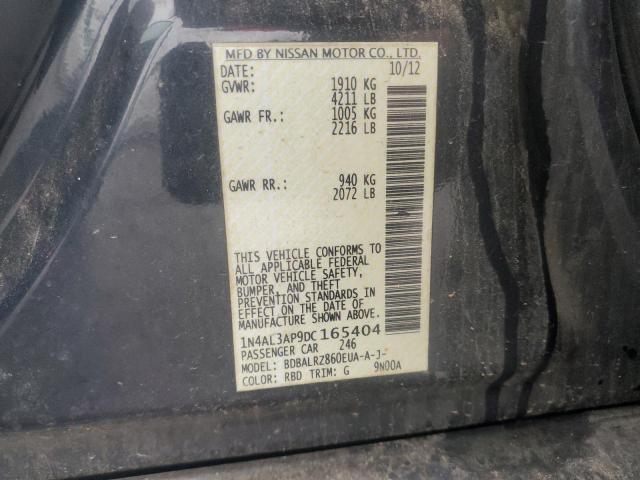 MFD BY NISSAN MOTOR CO., LTD.
DATE: 10/12
GVWR: 1910 KG
4211 LB
GAWR FR.: 1005 KG
2216 LB
GAWR RR.: 940 KG
2072 LB
THIS VEHICLE CONFORMS TO
ALL APPLICABLE FEDERAL
MOTOR VEHICLE SAFETY,
BUMPER, AND THEFT
PREVENTION STANDARDS IN
EFFECT ON THE DATE OF
MANUFACTURE SHOWN ABOVE.
1N4AL3AP9DC165404
PASSENGER CAR 246
MODEL: BDBALRZ860EUA-A-J-
COLOR: RBD TRIM: G 9N00A